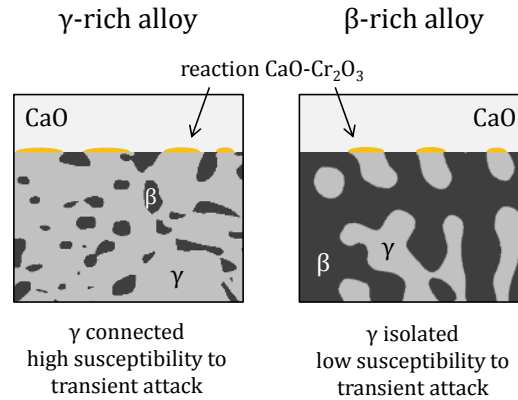 γ-rich alloy
β-rich alloy
reaction CaO-Cr₂O₃
CaO
CaO
β
γ
β
γ
γ connected
high susceptibility to
transient attack
γ isolated
low susceptibility to
transient attack